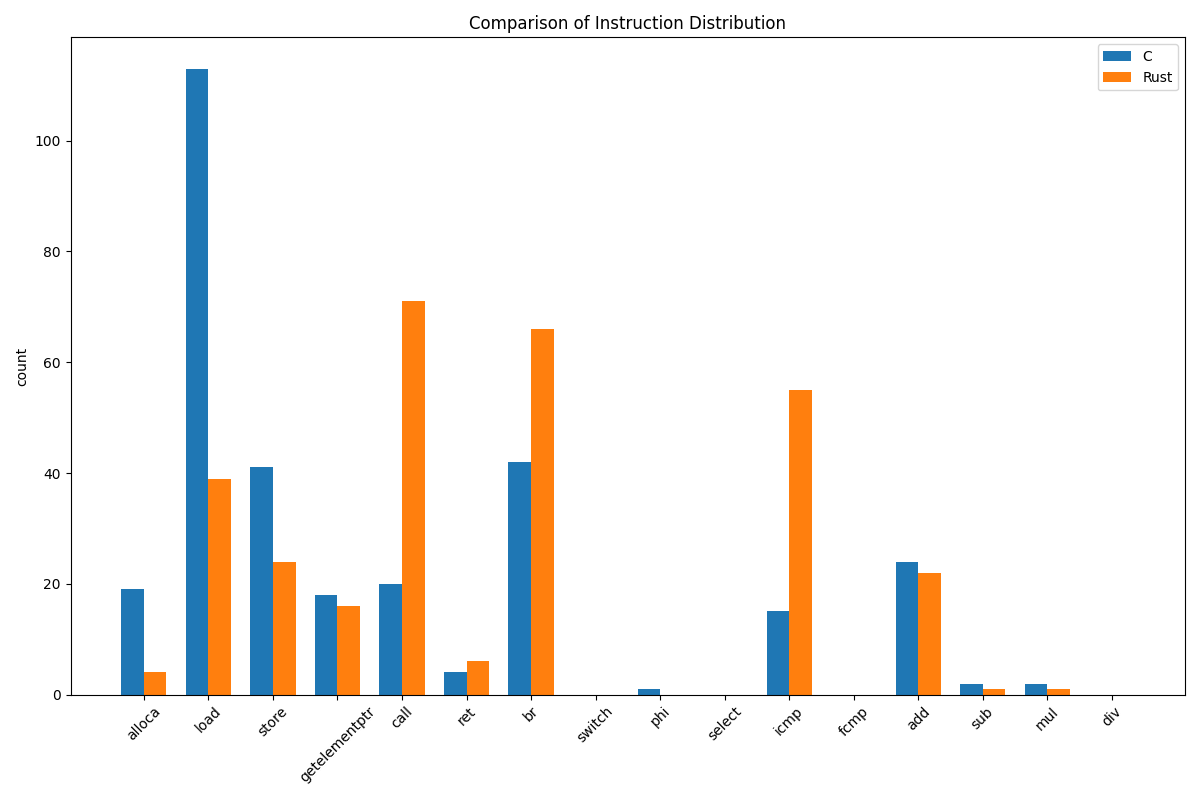 Comparison of Instruction Distribution
C
Rust
count
100
80
60
40
20
0
alloca
load
store
getelementptr
call
ret
br
switch
phi
select
icmp
fcmp
add
sub
mul
div